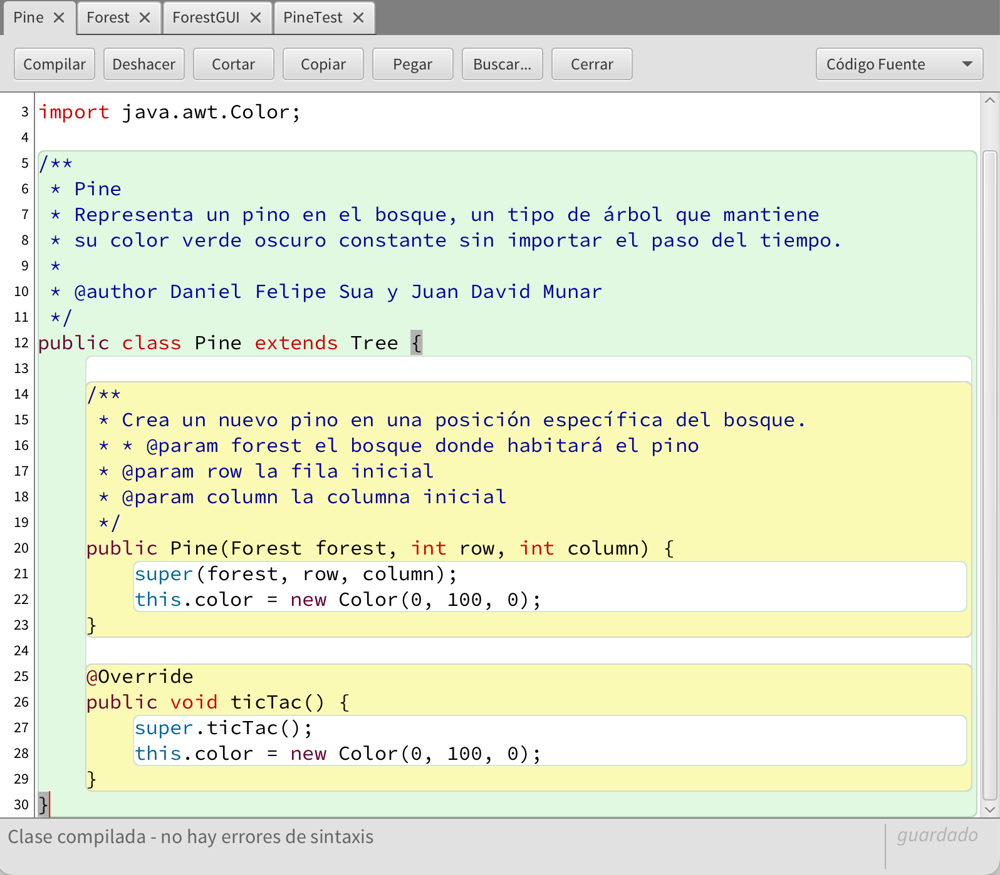 Pine Forest ForestGUI PineTest
Compilar Deshacer Cortar Copiar Pegar Buscar... Cerrar Código Fuente
3 import java.awt.Color;
4
5 /**
6 * Pine
7 * Representa un pino en el bosque, un tipo de árbol que mantiene
8 * su color verde oscuro constante sin importar el paso del tiempo.
9 *
10 * @author Daniel Felipe Sua y Juan David Munar
11 */
12 public class Pine extends Tree {
13
14 /**
15 * Crea un nuevo pino en una posición específica del bosque.
16 * * @param forest el bosque donde habitará el pino
17 * @param row la fila inicial
18 * @param column la columna inicial
19 */
20 public Pine(Forest forest, int row, int column) {
21 super(forest, row, column);
22 this.color = new Color(0, 100, 0);
23 }
24
25 @Override
26 public void ticTac() {
27 super.ticTac();
28 this.color = new Color(0, 100, 0);
29 }
30 }
Clase compilada - no hay errores de sintaxis
guardado